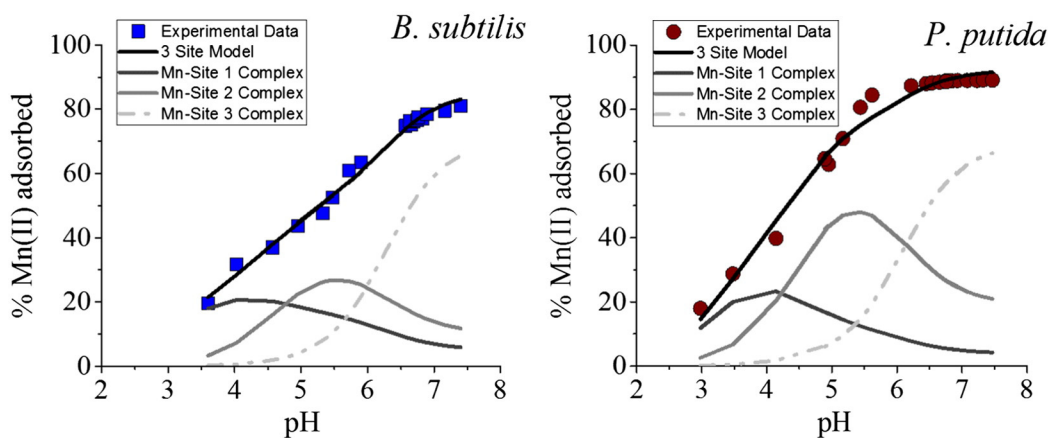 B. subtilis
Experimental Data
3 Site Model
Mn-Site 1 Complex
Mn-Site 2 Complex
Mn-Site 3 Complex
% Mn(II) adsorbed
100
80
60
40
20
0
2 3 4 5 6 7 8
pH
P. putida
Experimental Data
3 Site Model
Mn-Site 1 Complex
Mn-Site 2 Complex
Mn-Site 3 Complex
% Mn(II) adsorbed
100
80
60
40
20
0
2 3 4 5 6 7 8
pH